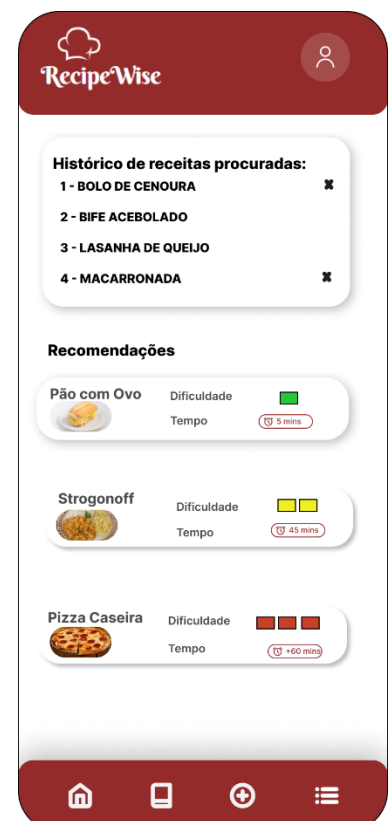 RecipeWise
Histórico de receitas procuradas:
1 - BOLO DE CENOURA
2 - BIFE ACEBOLADO
3 - LASANHA DE QUEIJO
4 - MACARRONADA
Recomendações
Pão com Ovo
Dificuldade
Tempo
5 mins
Strogonoff
Dificuldade
Tempo
45 mins
Pizza Caseira
Dificuldade
Tempo
+60 mins